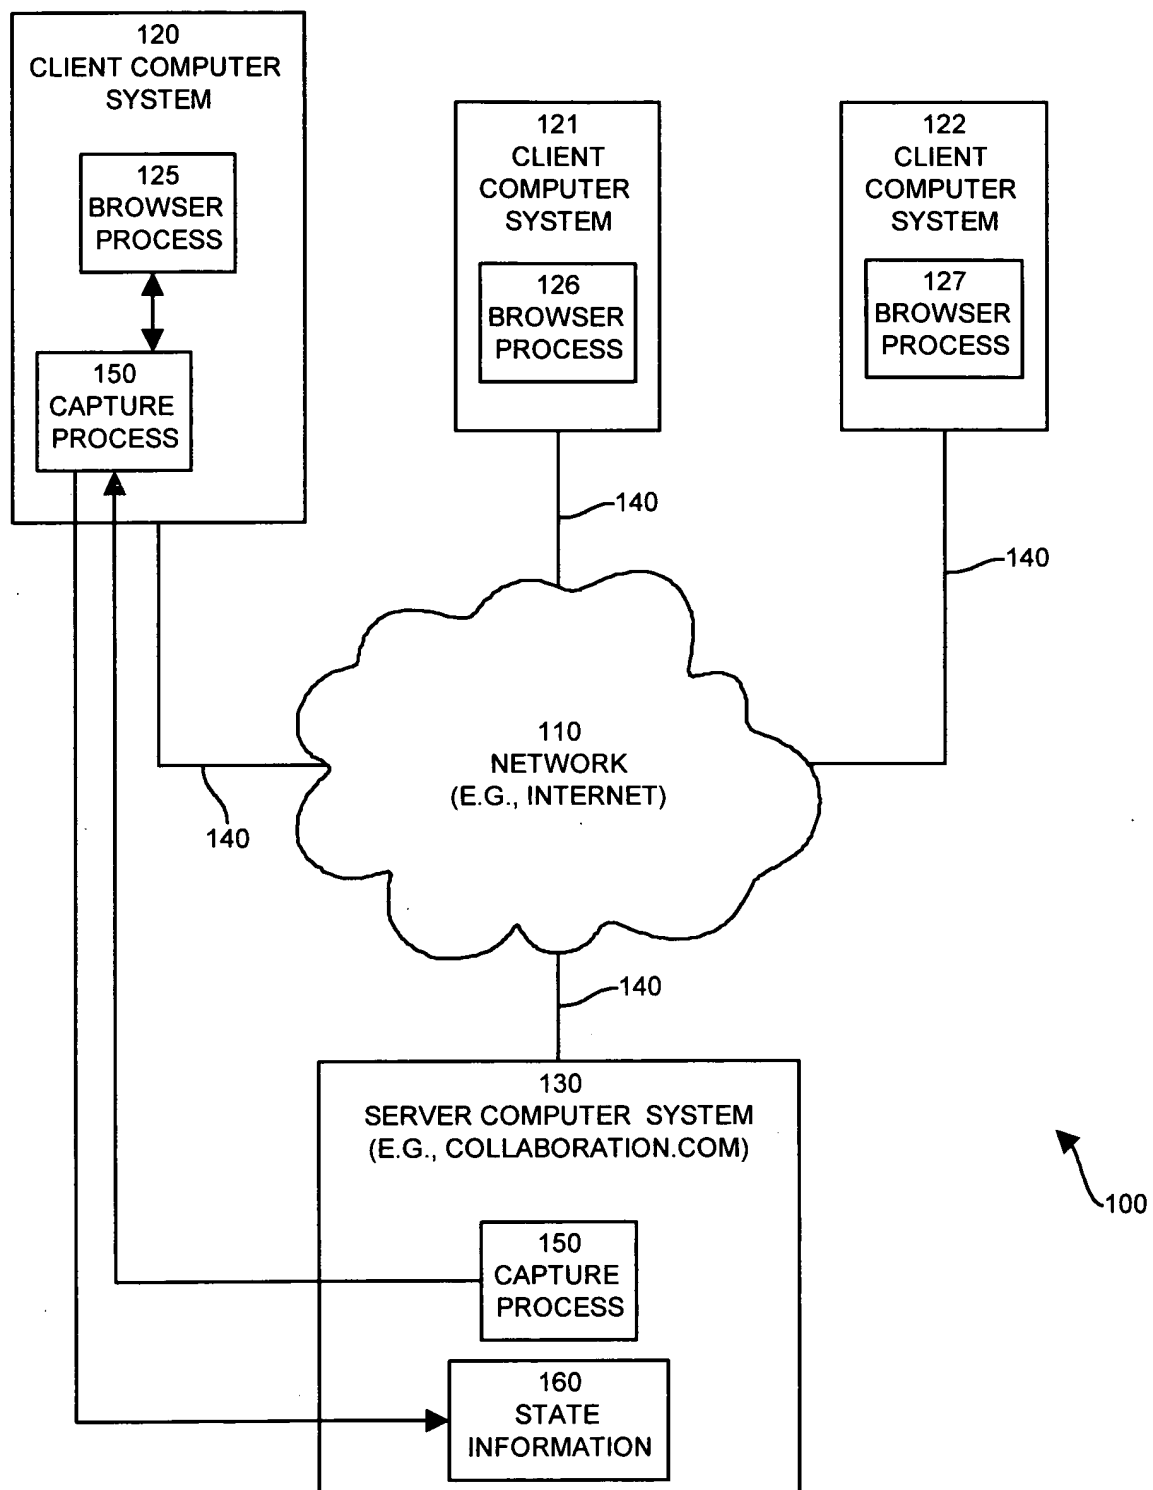 120
CLIENT COMPUTER
SYSTEM
125
BROWSER
PROCESS
150
CAPTURE
PROCESS
121
CLIENT
COMPUTER
SYSTEM
126
BROWSER
PROCESS
122
CLIENT
COMPUTER
SYSTEM
127
BROWSER
PROCESS
140
140
110
NETWORK
(E.G., INTERNET)
140
140
130
SERVER COMPUTER SYSTEM
(E.G., COLLABORATION.COM)
100
150
CAPTURE
PROCESS
160
STATE
INFORMATION